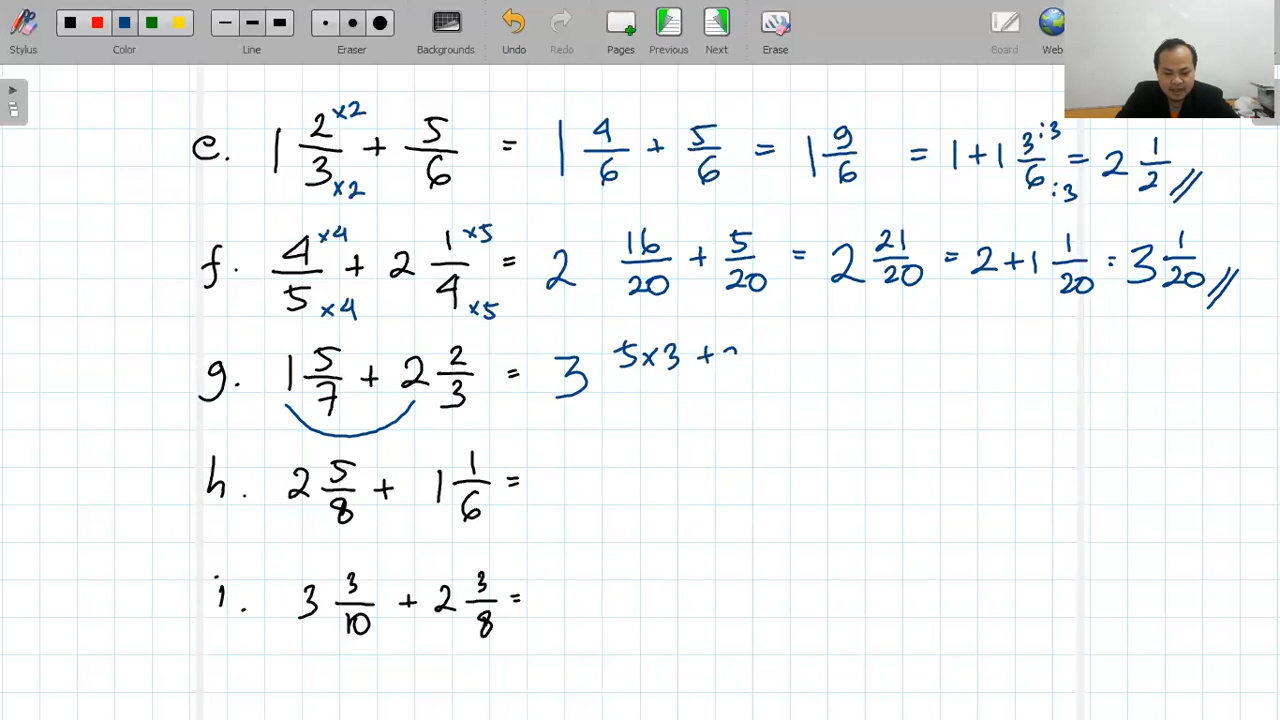 Stylus Color Line Eraser Backgrounds Undo Redo Pages Previous Next Erase Board Web
e. 1 2/3 ×2 ×2 + 5/6 = 1 4/6 + 5/6 = 1 9/6 = 1 + 1 3/6 :3 :3 = 2 1/2 //
f. 4/5 ×4 ×4 + 2 1/4 ×5 ×5 = 2 16/20 + 5/20 = 2 21/20 = 2 + 1 1/20 = 3 1/20 //
g. 1 5/7 + 2 2/3 = 3 5×3 +
h. 2 5/8 + 1 1/6 =
i. 3 3/10 + 2 3/8 =